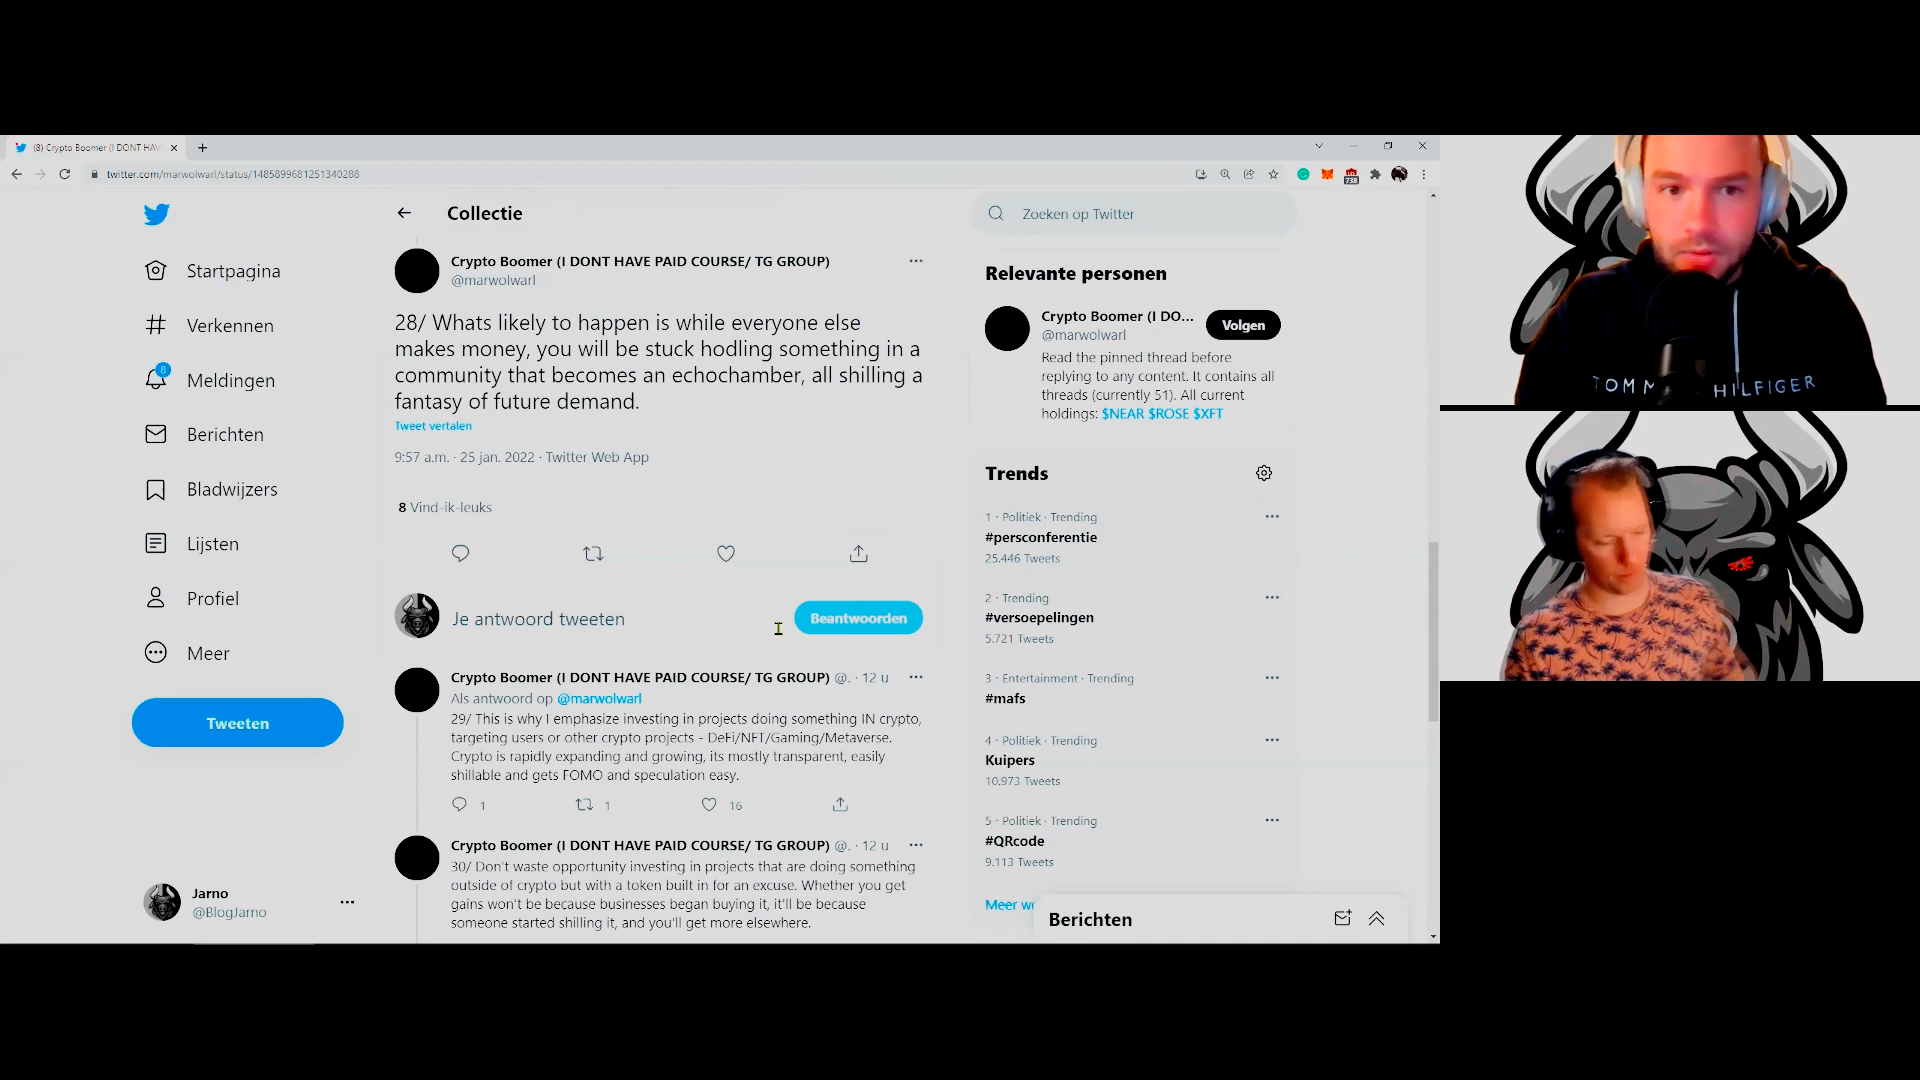 (8) Crypto Boomer (I DONT HAV
twitter.com/marwolwarl/status/1485899681251340288
738
Startpagina
Verkennen
8
Meldingen
Berichten
Bladwijzers
Lijsten
Profiel
Meer
Tweeten
Jarno
@BlogJarno
Collectie
Crypto Boomer (I DONT HAVE PAID COURSE/ TG GROUP)
@marwolwarl
28/ Whats likely to happen is while everyone else
makes money, you will be stuck hodling something in a
community that becomes an echochamber, all shilling a
fantasy of future demand.
Tweet vertalen
9:57 a.m. · 25 jan. 2022 · Twitter Web App
8 Vind-ik-leuks
Je antwoord tweeten
Beantwoorden
Crypto Boomer (I DONT HAVE PAID COURSE/ TG GROUP) @. · 12 u
Als antwoord op @marwolwarl
29/ This is why I emphasize investing in projects doing something IN crypto,
targeting users or other crypto projects - DeFi/NFT/Gaming/Metaverse.
Crypto is rapidly expanding and growing, its mostly transparent, easily
shillable and gets FOMO and speculation easy.
1 1 16
Crypto Boomer (I DONT HAVE PAID COURSE/ TG GROUP) @. · 12 u
30/ Don't waste opportunity investing in projects that are doing something
outside of crypto but with a token built in for an excuse. Whether you get
gains won't be because businesses began buying it, it'll be because
someone started shilling it, and you'll get more elsewhere.
Zoeken op Twitter
Relevante personen
Crypto Boomer (I DO...
@marwolwarl
Volgen
Read the pinned thread before
replying to any content. It contains all
threads (currently 51). All current
holdings: $NEAR $ROSE $XFT
Trends
1 · Politiek · Trending
#persconferentie
25.446 Tweets
2 · Trending
#versoepelingen
5.721 Tweets
3 · Entertainment · Trending
#mafs
4 · Politiek · Trending
Kuipers
10.973 Tweets
5 · Politiek · Trending
#QRcode
9.113 Tweets
Meer
Berichten
TOMM HILFIGER